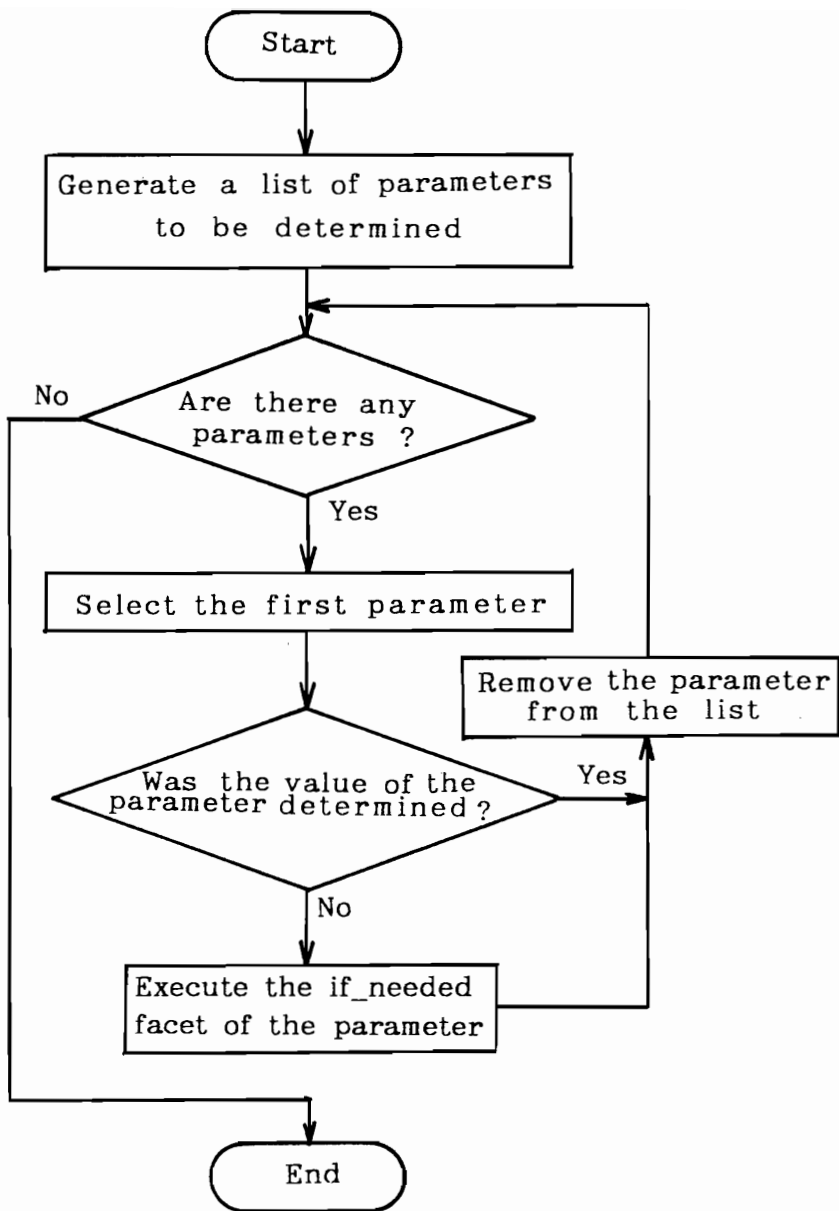 Start
Generate a list of parameters
to be determined
No
Are there any
parameters ?
Yes
Select the first parameter
Remove the parameter
from the list
Was the value of the
parameter determined ?
Yes
No
Execute the if_needed
facet of the parameter
End